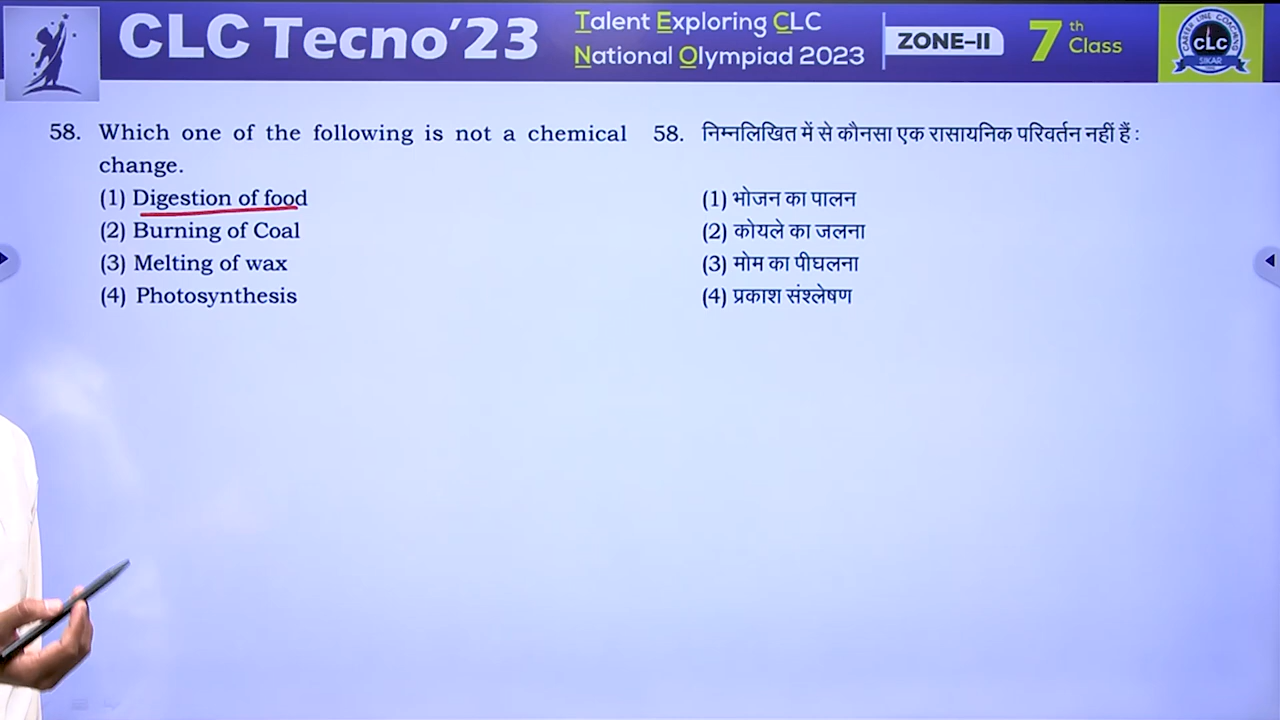 CLC Tecno'23
Talent Exploring CLC
National Olympiad 2023
ZONE-II
7th Class
CAREER LINE COACHING
CLC
SIKAR
58. Which one of the following is not a chemical
change.
(1) Digestion of food
(2) Burning of Coal
(3) Melting of wax
(4) Photosynthesis
58. निम्नलिखित में से कौनसा एक रासायनिक परिवर्तन नहीं हैं :
(1) भोजन का पालन
(2) कोयले का जलना
(3) मोम का पीघलना
(4) प्रकाश संश्लेषण